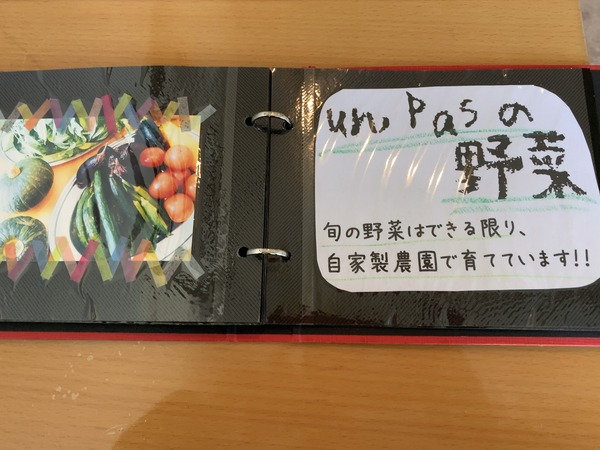 un Pasの
野菜
旬の野菜はできる限り、
自家製農園で育てています!!